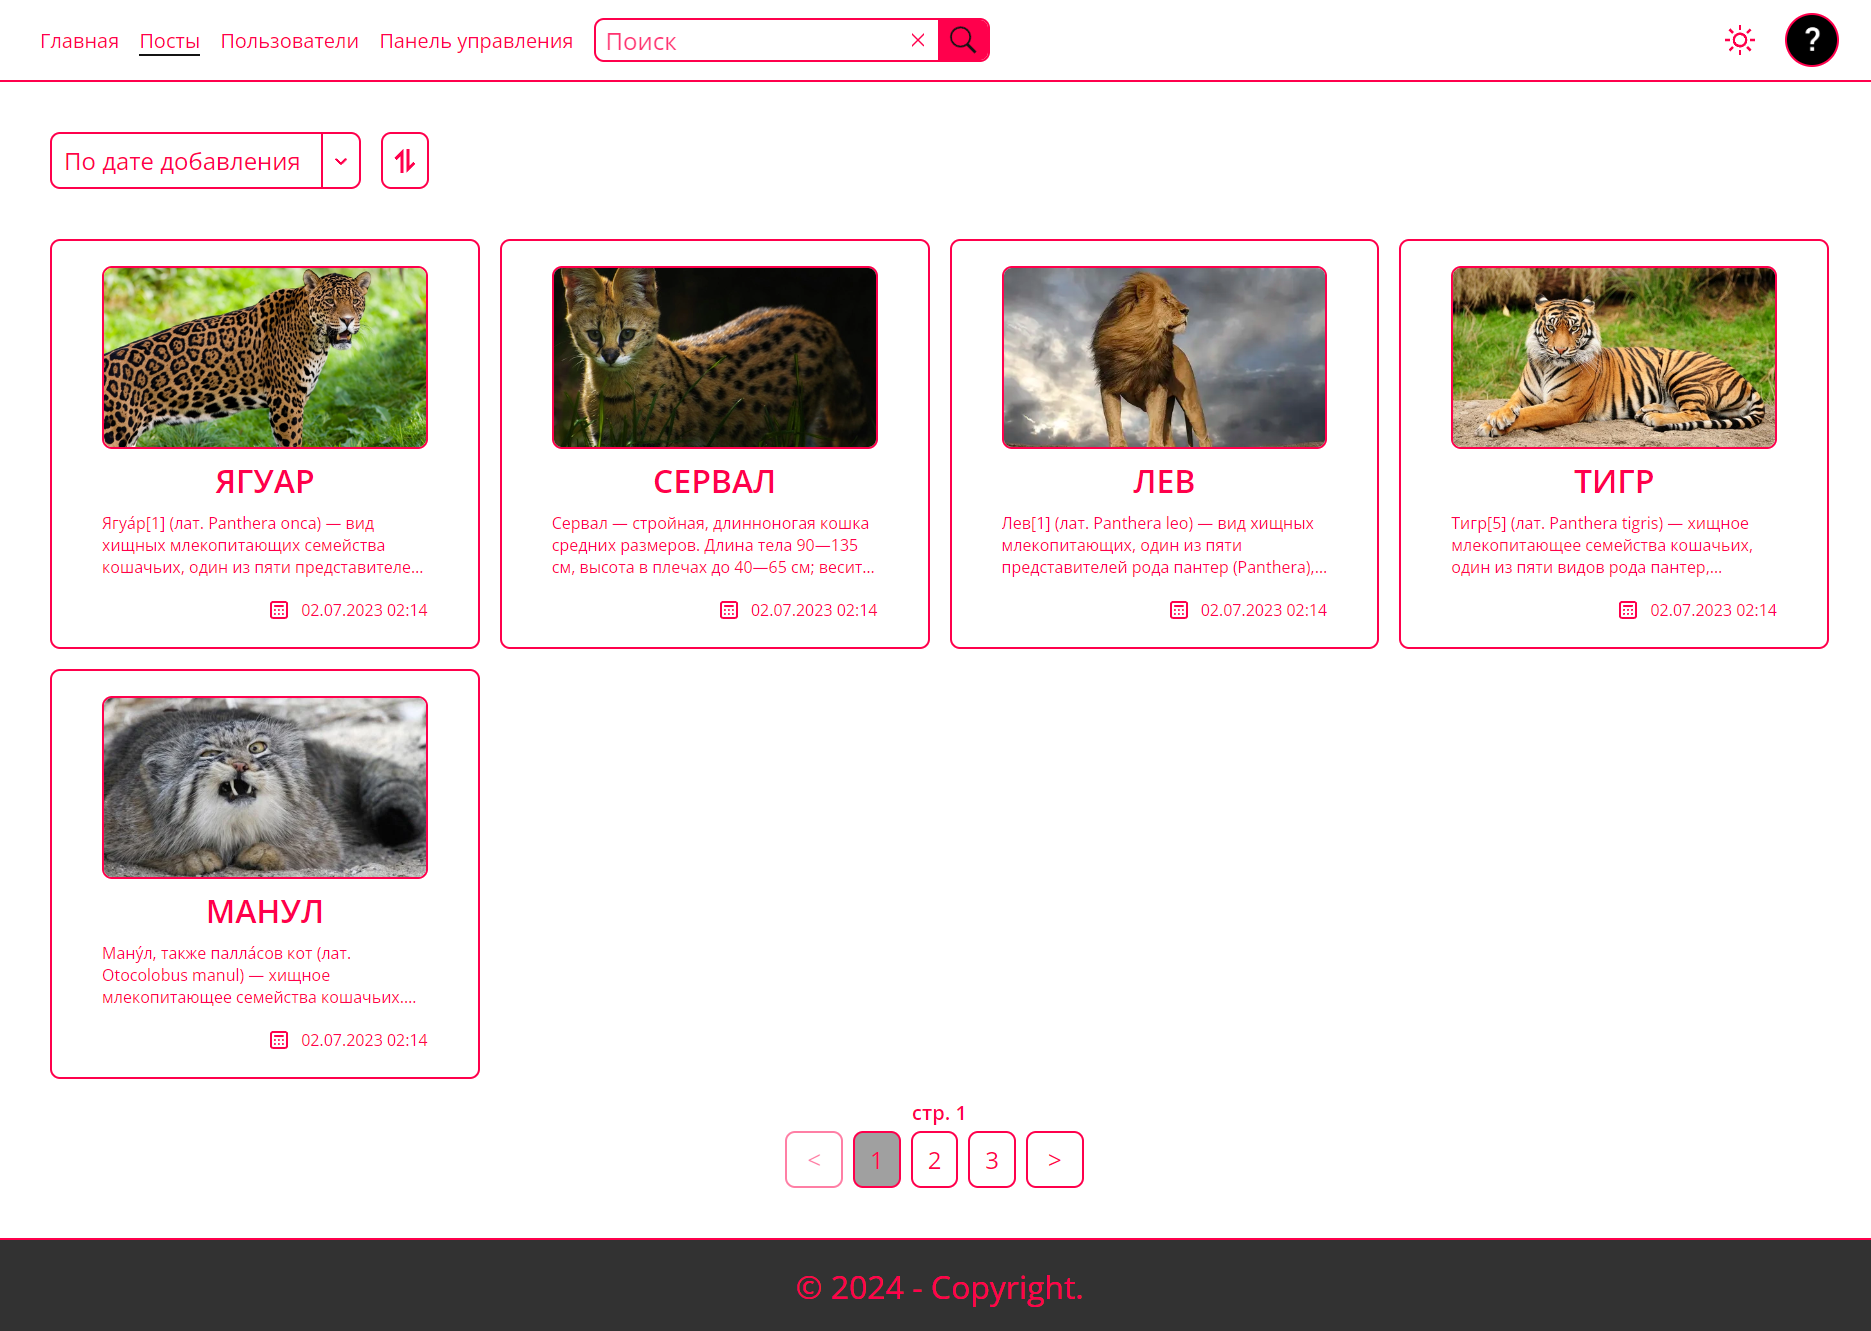 Главная Посты Пользователи Панель управления Поиск ?
По дате добавления
ЯГУАР
Ягуа́р[1] (лат. Panthera onca) — вид
хищных млекопитающих семейства
кошачьих, один из пяти представителе...
02.07.2023 02:14
СЕРВАЛ
Сервал — стройная, длинноногая кошка
средних размеров. Длина тела 90—135
см, высота в плечах до 40—65 см; весит...
02.07.2023 02:14
ЛЕВ
Лев[1] (лат. Panthera leo) — вид хищных
млекопитающих, один из пяти
представителей рода пантер (Panthera),...
02.07.2023 02:14
ТИГР
Тигр[5] (лат. Panthera tigris) — хищное
млекопитающее семейства кошачьих,
один из пяти видов рода пантер,...
02.07.2023 02:14
МАНУЛ
Ману́л, также палла́сов кот (лат.
Otocolobus manul) — хищное
млекопитающее семейства кошачьих....
02.07.2023 02:14
стр. 1
< 1 2 3 >
© 2024 - Copyright.